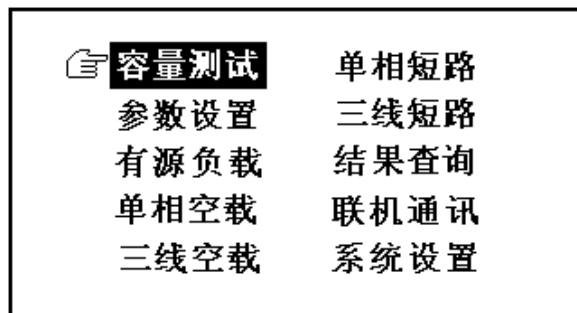 容量测试 单相短路
参数设置 三线短路
有源负载 结果查询
单相空载 联机通讯
三线空载 系统设置